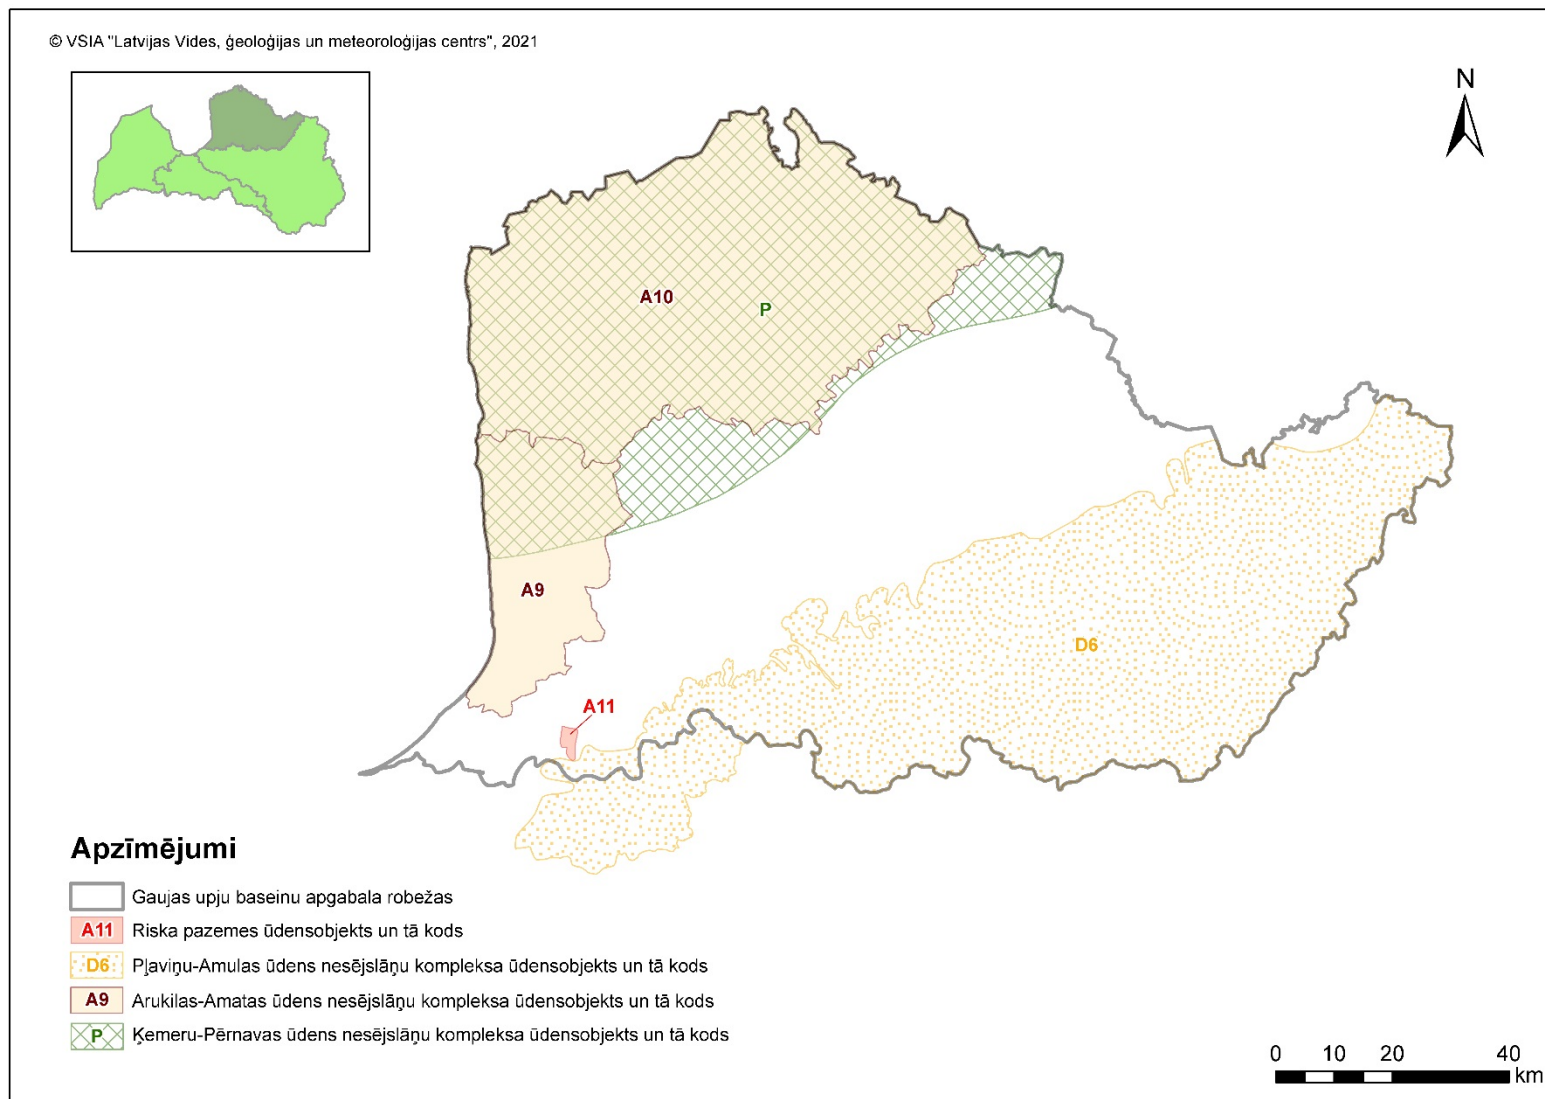 © VSIA "Latvijas Vides, ģeoloģijas un meteoroloģijas centrs", 2021
N
A10
P
A9
D6
A11
Apzīmējumi
Gaujas upju baseinu apgabala robežas
A11 Riska pazemes ūdensobjekts un tā kods
D6 Pļaviņu-Amulas ūdens nesējslāņu kompleksa ūdensobjekts un tā kods
A9 Arukilas-Amatas ūdens nesējslāņu kompleksa ūdensobjekts un tā kods
P Ķemeru-Pērnavas ūdens nesējslāņu kompleksa ūdensobjekts un tā kods
0 10 20 40
km